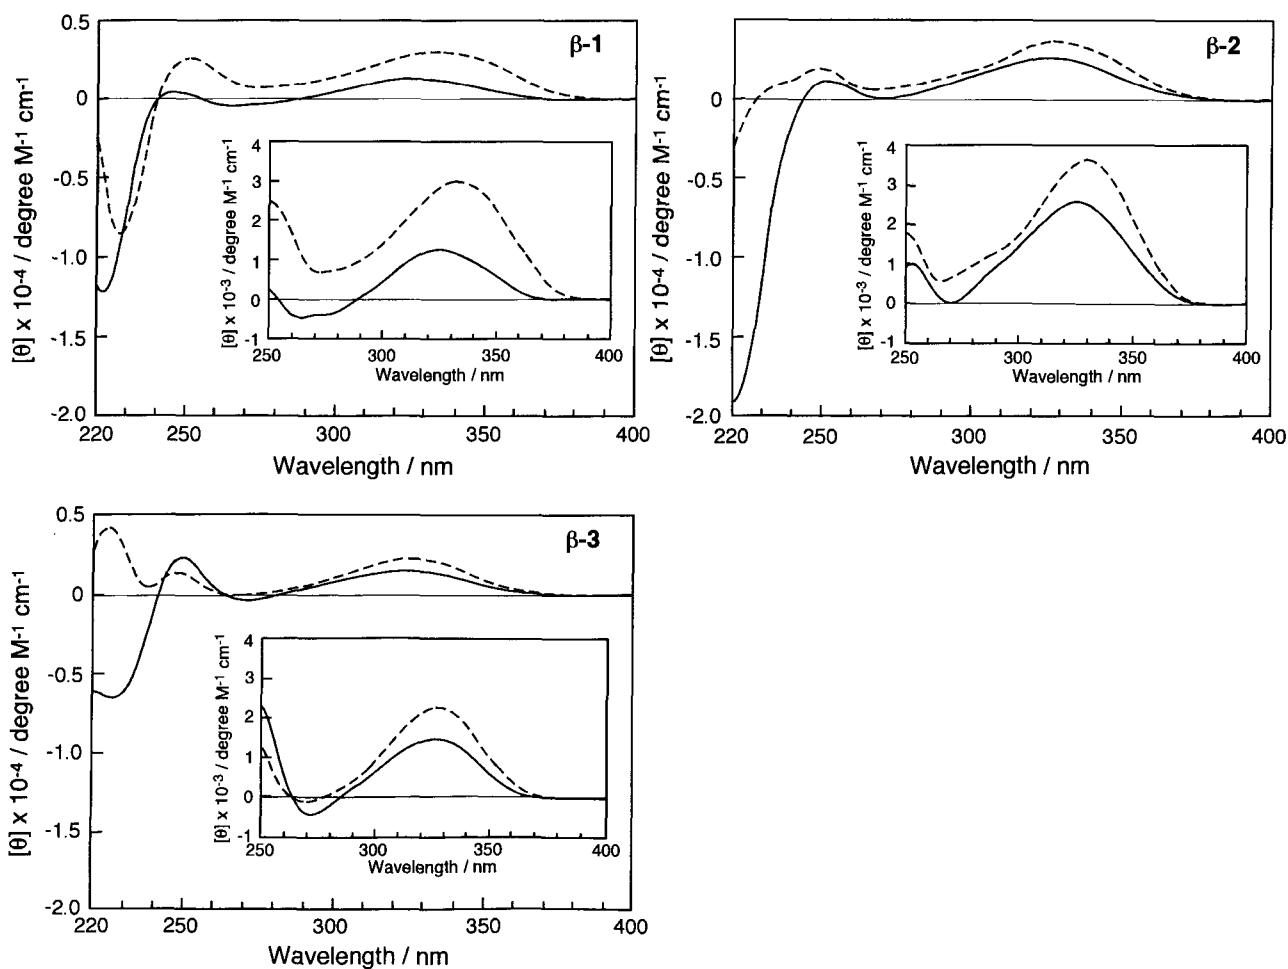 β-1
[θ] x 10-4 / degree M-1 cm-1
0.5
0
-0.5
-1.0
-1.5
-2.0
220 250 300 350 400
Wavelength / nm
[θ] x 10-3 / degree M-1 cm-1
4
3
2
1
0
-1
250 300 350 400
Wavelength / nm
β-2
[θ] x 10-4 / degree M-1 cm-1
0
-0.5
-1.0
-1.5
-2.0
220 250 300 350 400
Wavelength / nm
[θ] x 10-3 / degree M-1 cm-1
4
3
2
1
0
-1
250 300 350 400
Wavelength / nm
β-3
[θ] x 10-4 / degree M-1 cm-1
0.5
0
-0.5
-1.0
-1.5
-2.0
220 250 300 350 400
Wavelength / nm
[θ] x 10-3 / degree M-1 cm-1
4
3
2
1
0
-1
250 300 350 400
Wavelength / nm